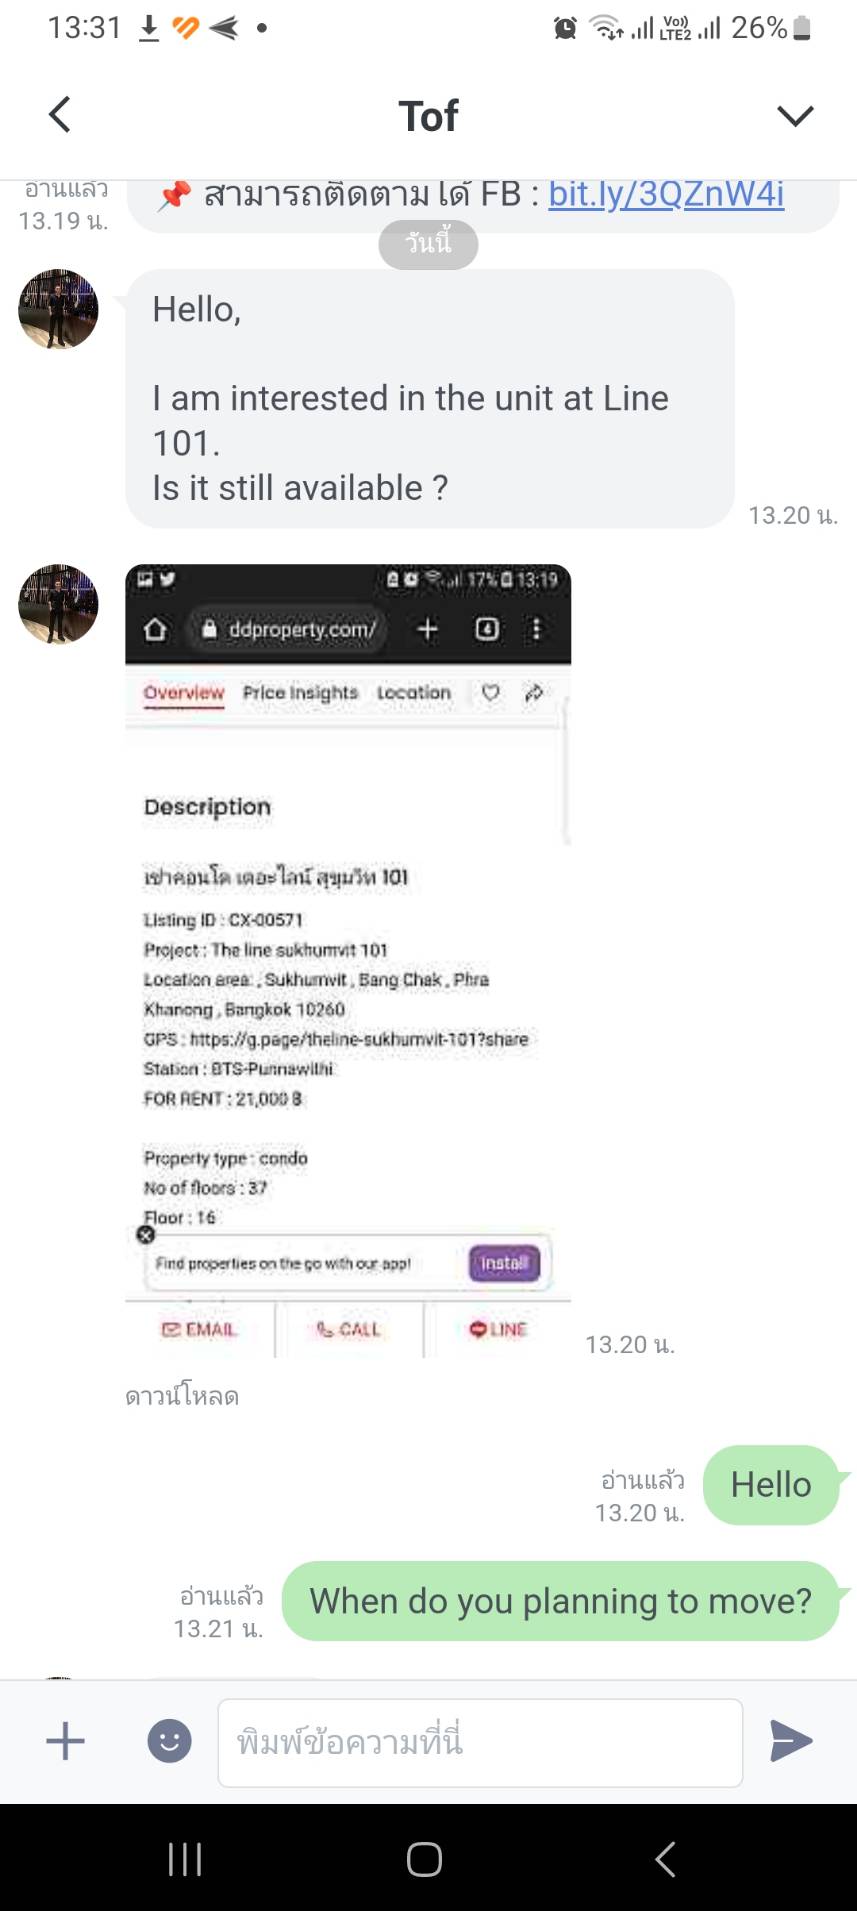 13:31
Vo))
LTE2
26%
Tof
อ่านแล้ว
13.19 น.
📌 สามารถติดตาม ได้ FB : bit.ly/3QZnW4i
วันนี้
Hello,
I am interested in the unit at Line
101.
Is it still available ?
13.20 น.
17% 13:19
ddproperty.com/
4
Overview Price Insights Location
Description
เช่าคอนโด เดอะไลน์ สุขุมวิท 101
Listing ID : CX-00571
Project : The line sukhumvit 101
Location area: , Sukhumvit , Bang Chak , Phra
Khanong , Bangkok 10260
GPS : https://g.page/theline-sukhumvit-101?share
Station : BTS-Punnawithi
FOR RENT : 21,000 ฿
Property type : condo
No of floors : 37
Floor : 16
Find properties on the go with our app!
Install
EMAIL CALL LINE
13.20 น.
ดาวน์โหลด
อ่านแล้ว
13.20 น.
Hello
อ่านแล้ว
13.21 น.
When do you planning to move?
พิมพ์ข้อความที่นี่